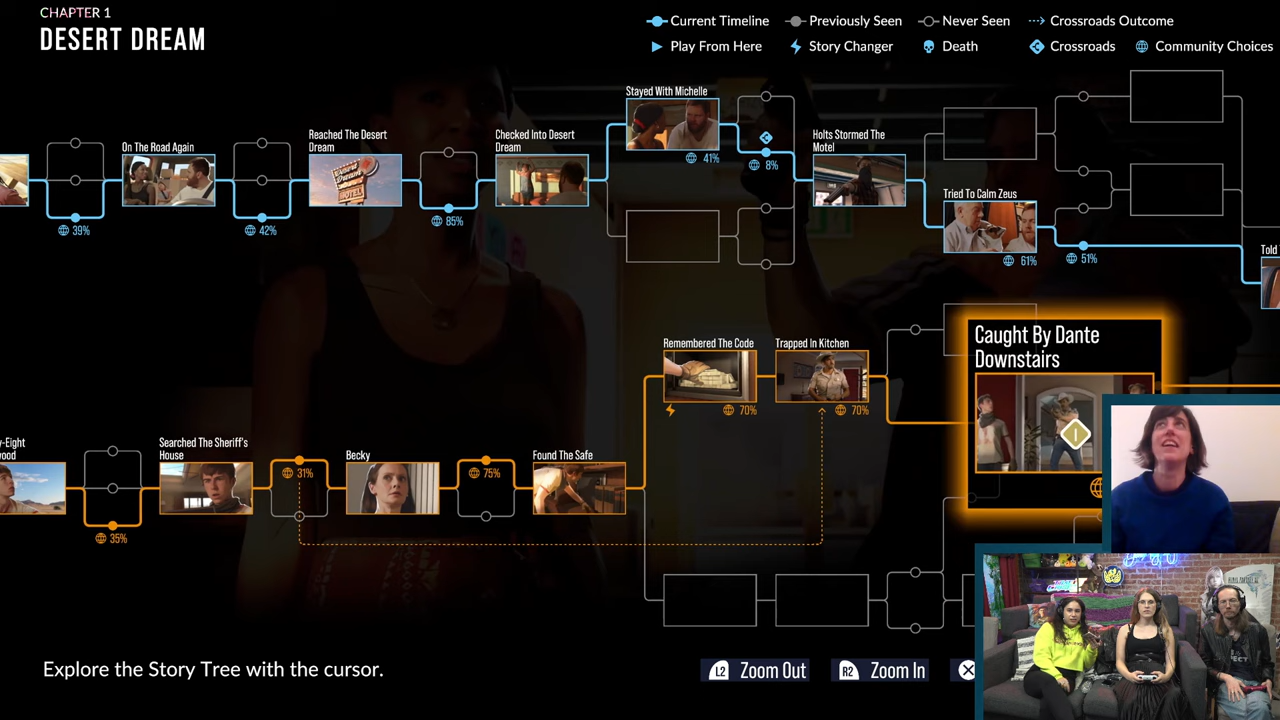 CHAPTER 1
DESERT DREAM
Current Timeline
Previously Seen
Never Seen
Crossroads Outcome
Play From Here
Story Changer
Death
Crossroads
Community Choices
Stayed With Michelle
41%
8%
On The Road Again
Reached The Desert
Dream
Checked Into Desert
Dream
Holts Stormed The
Motel
Tried To Calm Zeus
39%
42%
85%
61%
51%
Told
Remembered The Code
Trapped In Kitchen
70%
70%
Caught By Dante
Downstairs
y-Eight
wood
Searched The Sheriff's
House
31%
Becky
75%
Found The Safe
35%
Explore the Story Tree with the cursor.
L2 Zoom Out
R2 Zoom In